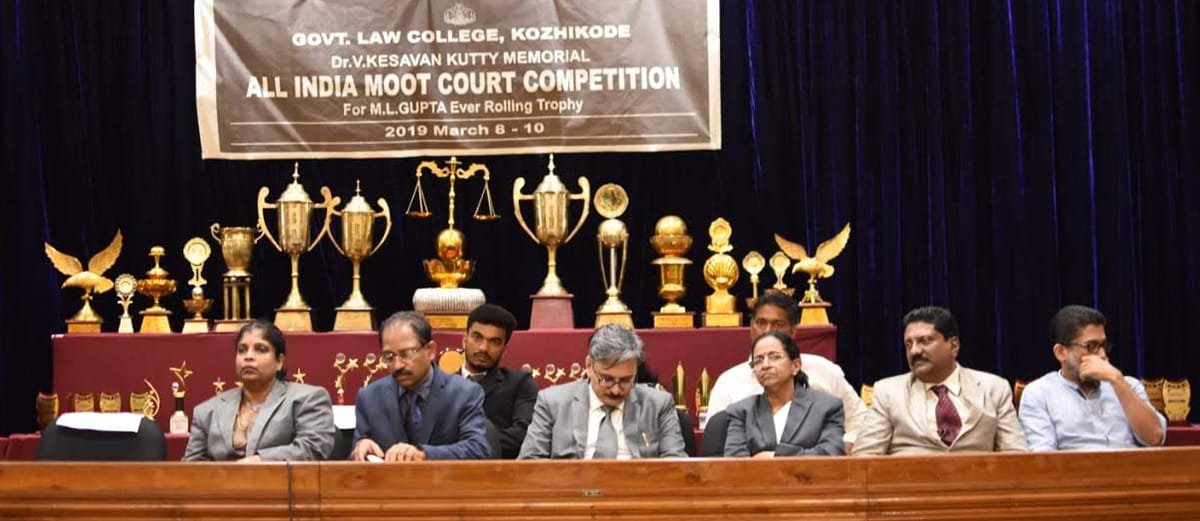 GOVT. LAW COLLEGE, KOZHIKODE
Dr.V.KESAVAN KUTTY MEMORIAL
ALL INDIA MOOT COURT COMPETITION
For M.L.GUPTA Ever Rolling Trophy
2019 March 8 - 10